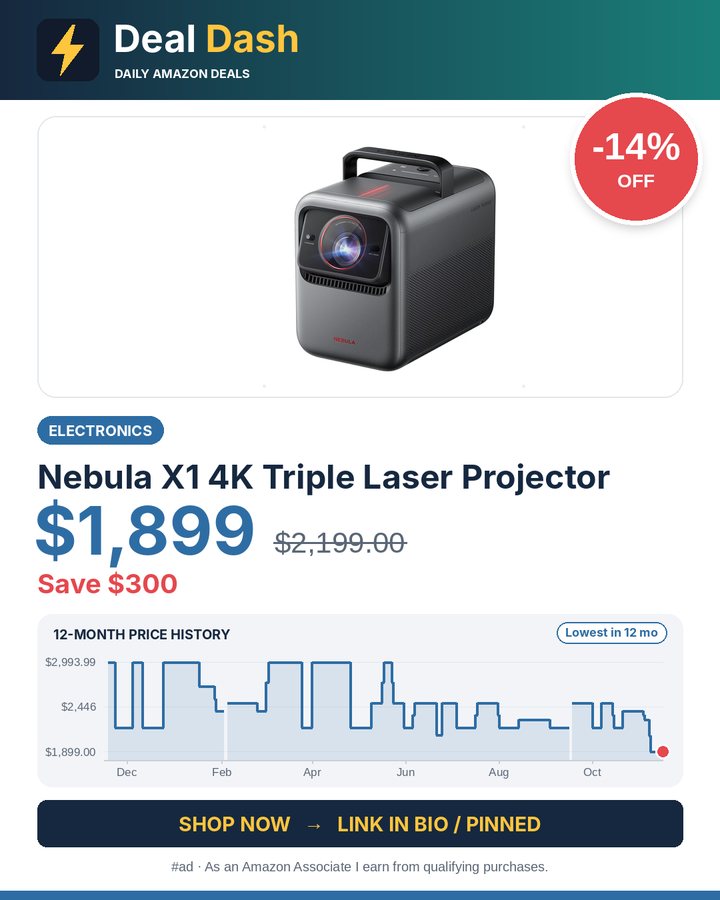 Deal Dash
DAILY AMAZON DEALS
-14%
OFF
NEBULA
ELECTRONICS
Nebula X1 4K Triple Laser Projector
$1,899 $2,199.00
Save $300
12-MONTH PRICE HISTORY
Lowest in 12 mo
$2,993.99
$2,446
$1,899.00
Dec Feb Apr Jun Aug Oct
SHOP NOW → LINK IN BIO / PINNED
#ad · As an Amazon Associate I earn from qualifying purchases.